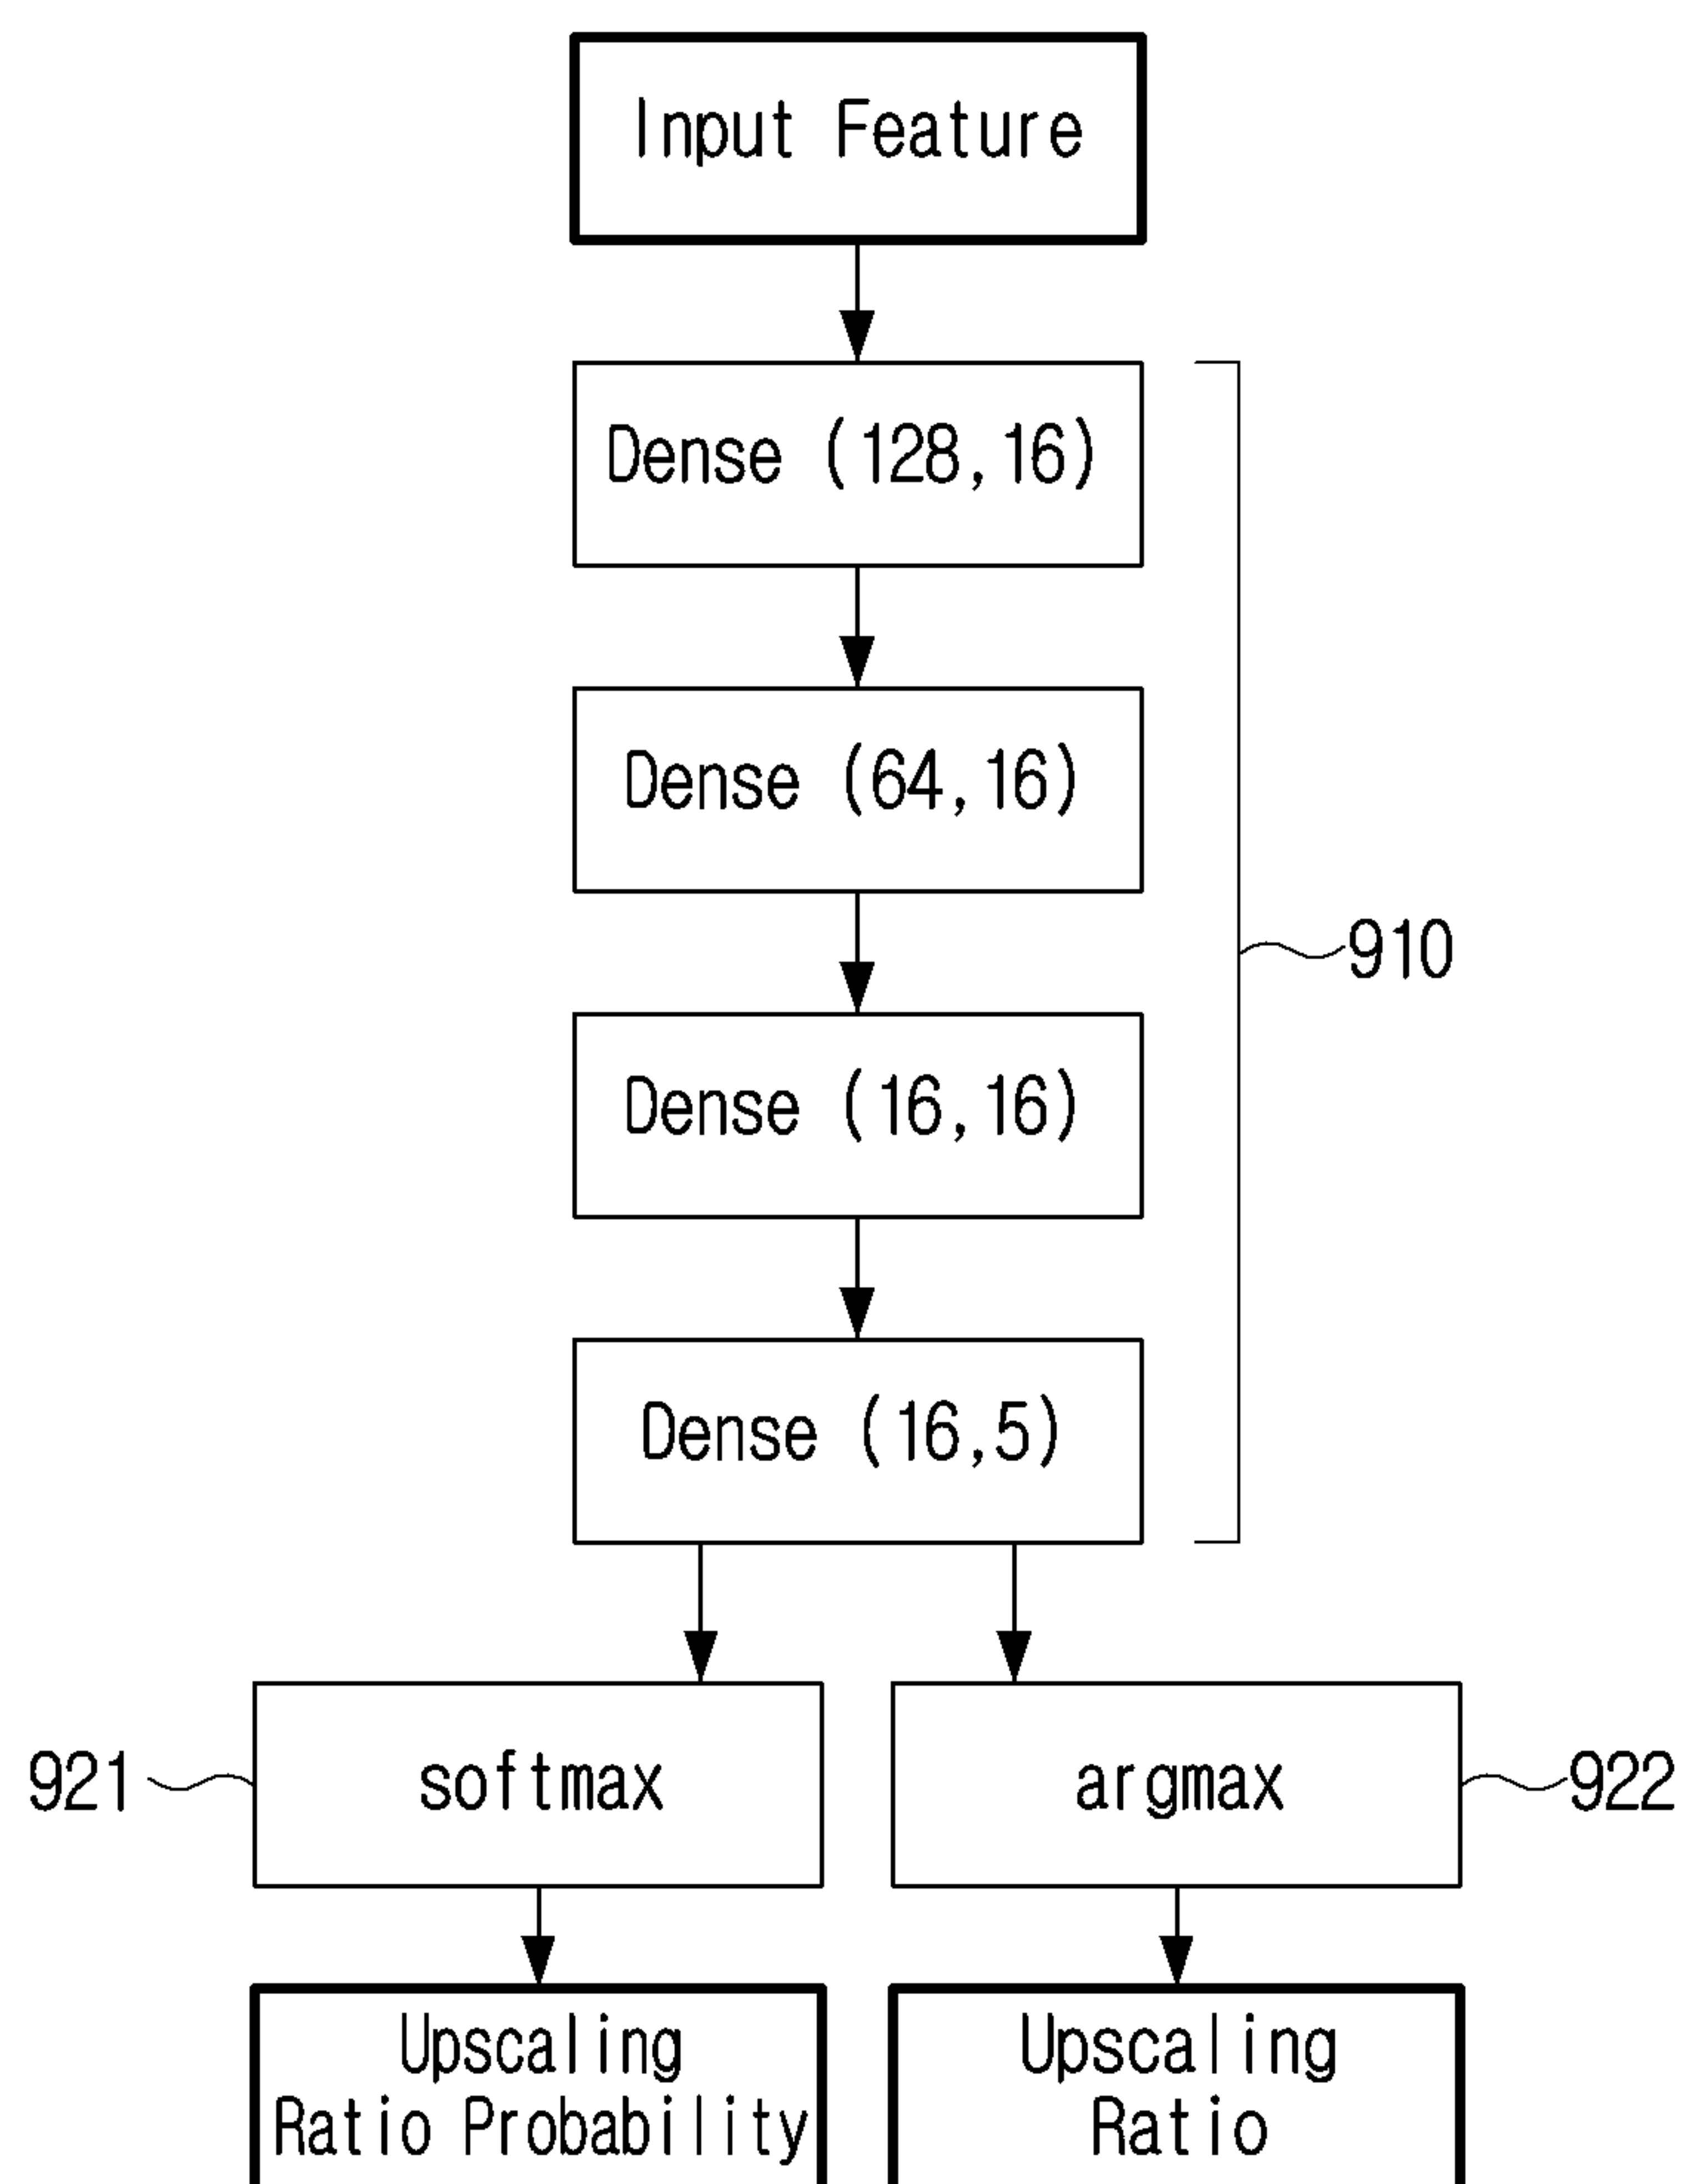 Input Feature
Dense (128,16)
Dense (64,16)
910
Dense (16,16)
Dense (16,5)
921
softmax
argmax
922
Upscaling
Ratio Probability
Upscaling
Ratio